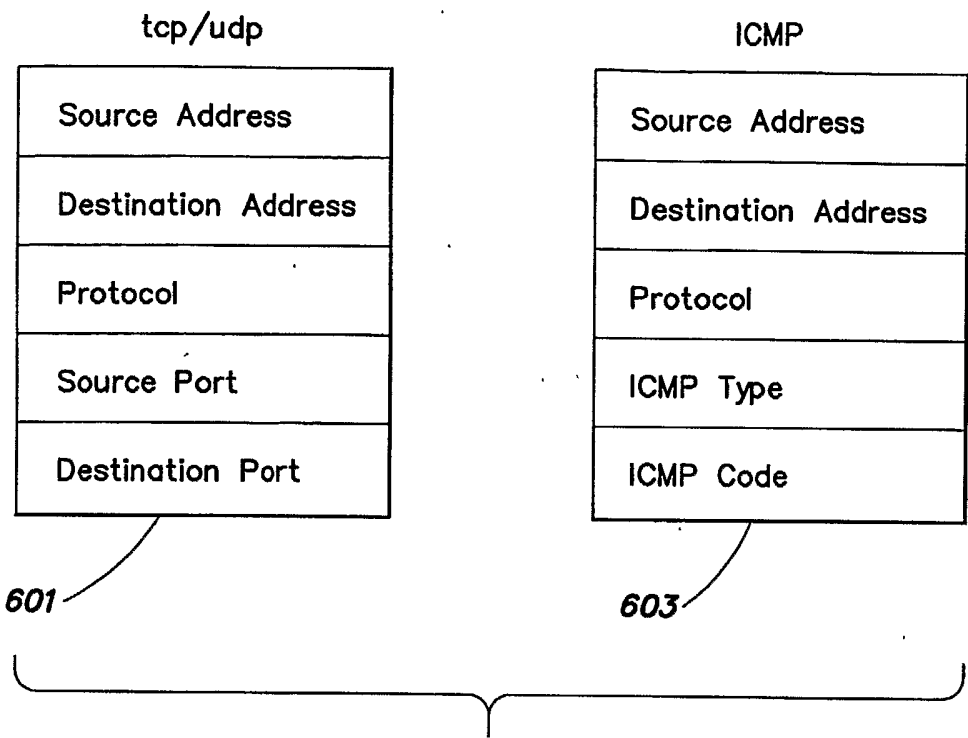 tcp/udp
Source Address
Destination Address
Protocol
Source Port
Destination Port
601
ICMP
Source Address
Destination Address
Protocol
ICMP Type
ICMP Code
603